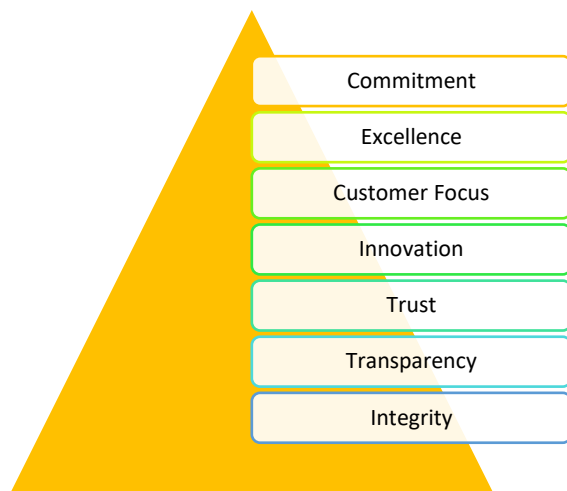 Commitment
Excellence
Customer Focus
Innovation
Trust
Transparency
Integrity